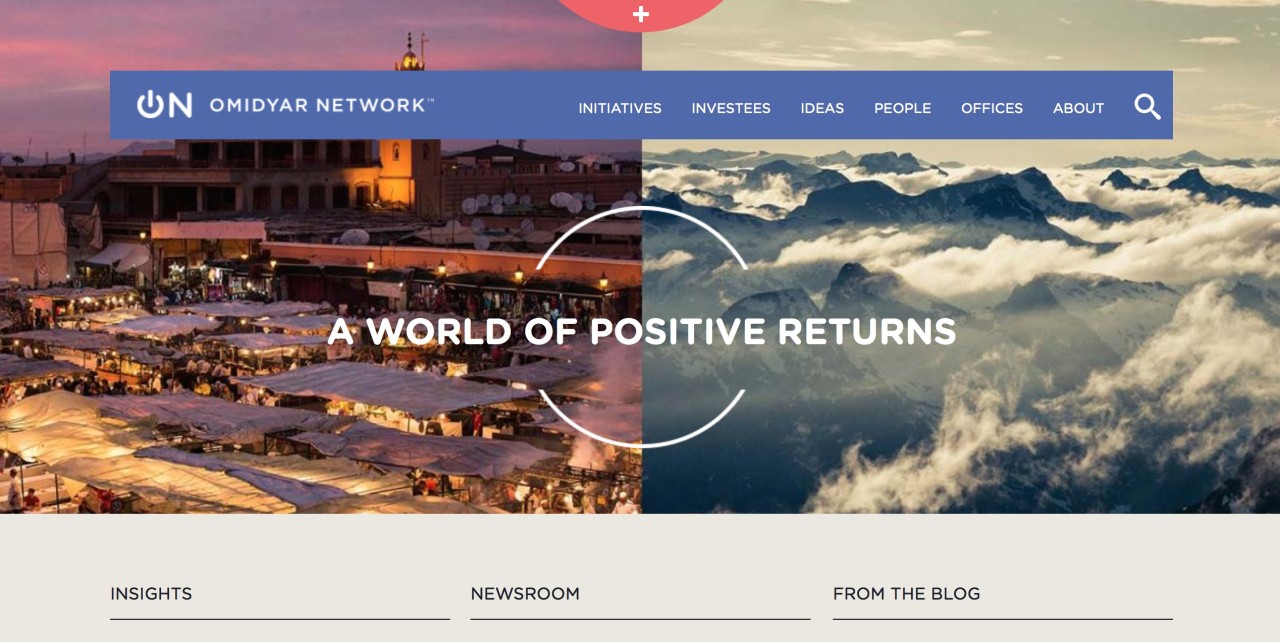 +
ON OMIDYAR NETWORK™
INITIATIVES INVESTEES IDEAS PEOPLE OFFICES ABOUT
A WORLD OF POSITIVE RETURNS
INSIGHTS
NEWSROOM
FROM THE BLOG